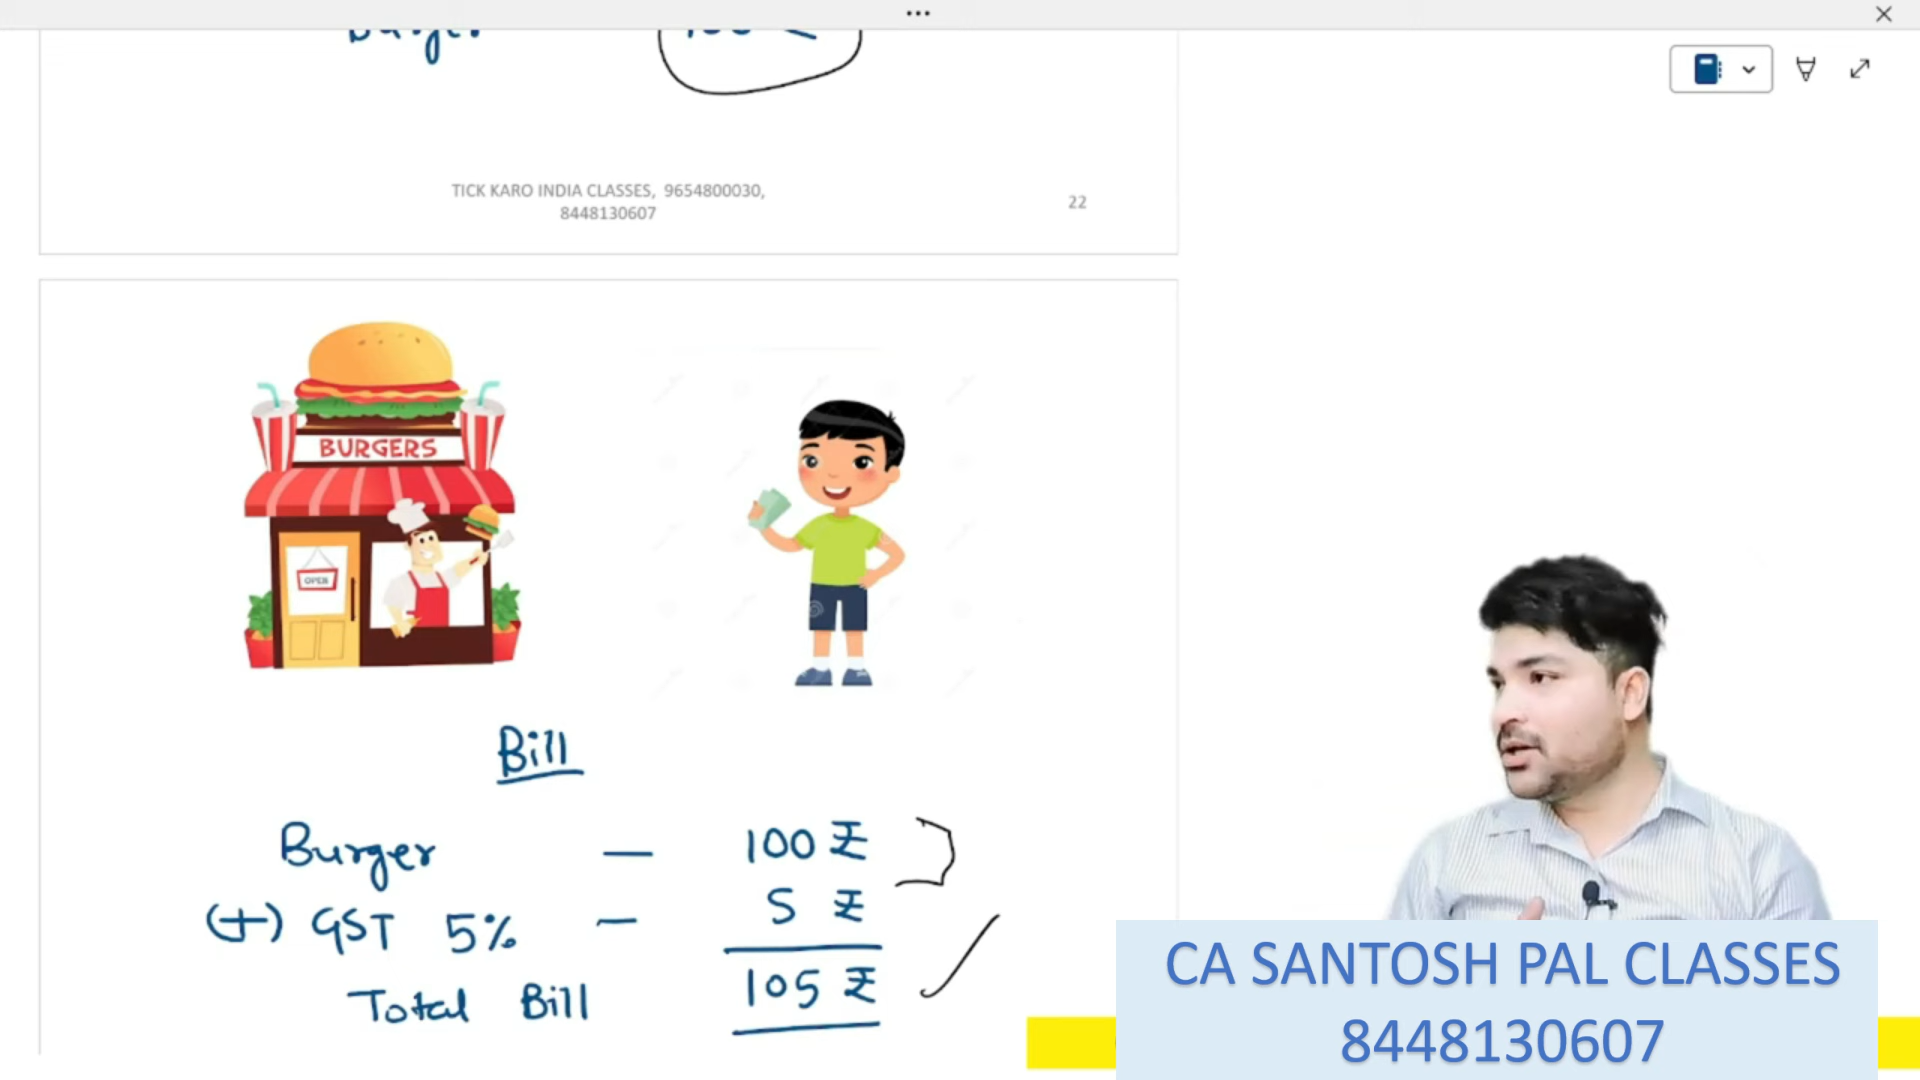 Burger
TICK KARO INDIA CLASSES, 9654800030,
8448130607
22
BURGERS
OPEN
Bill
Burger — 100 ₹
(+) GST 5% — 5 ₹
Total Bill 105 ₹
CA SANTOSH PAL CLASSES
8448130607